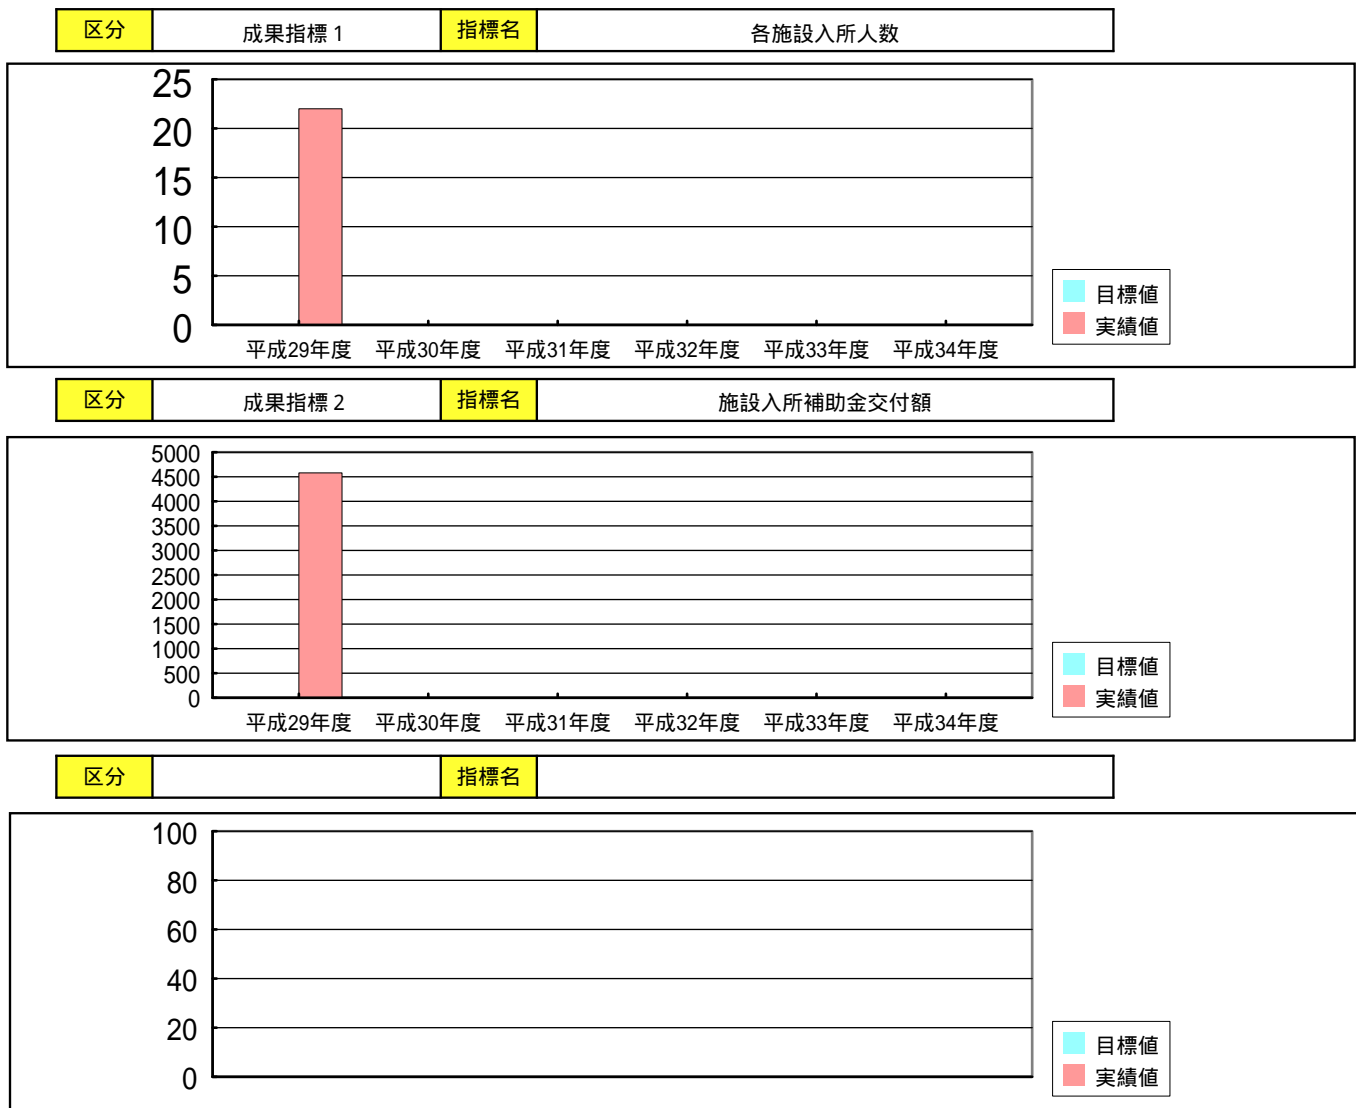 区分 成果指標1 指標名 各施設入所人数
25
20
15
10
5
0
平成29年度 平成30年度 平成31年度 平成32年度 平成33年度 平成34年度
目標値
実績値
区分 成果指標2 指標名 施設入所補助金交付額
5000
4500
4000
3500
3000
2500
2000
1500
1000
500
0
平成29年度 平成30年度 平成31年度 平成32年度 平成33年度 平成34年度
目標値
実績値
区分 指標名
100
80
60
40
20
0
目標値
実績値